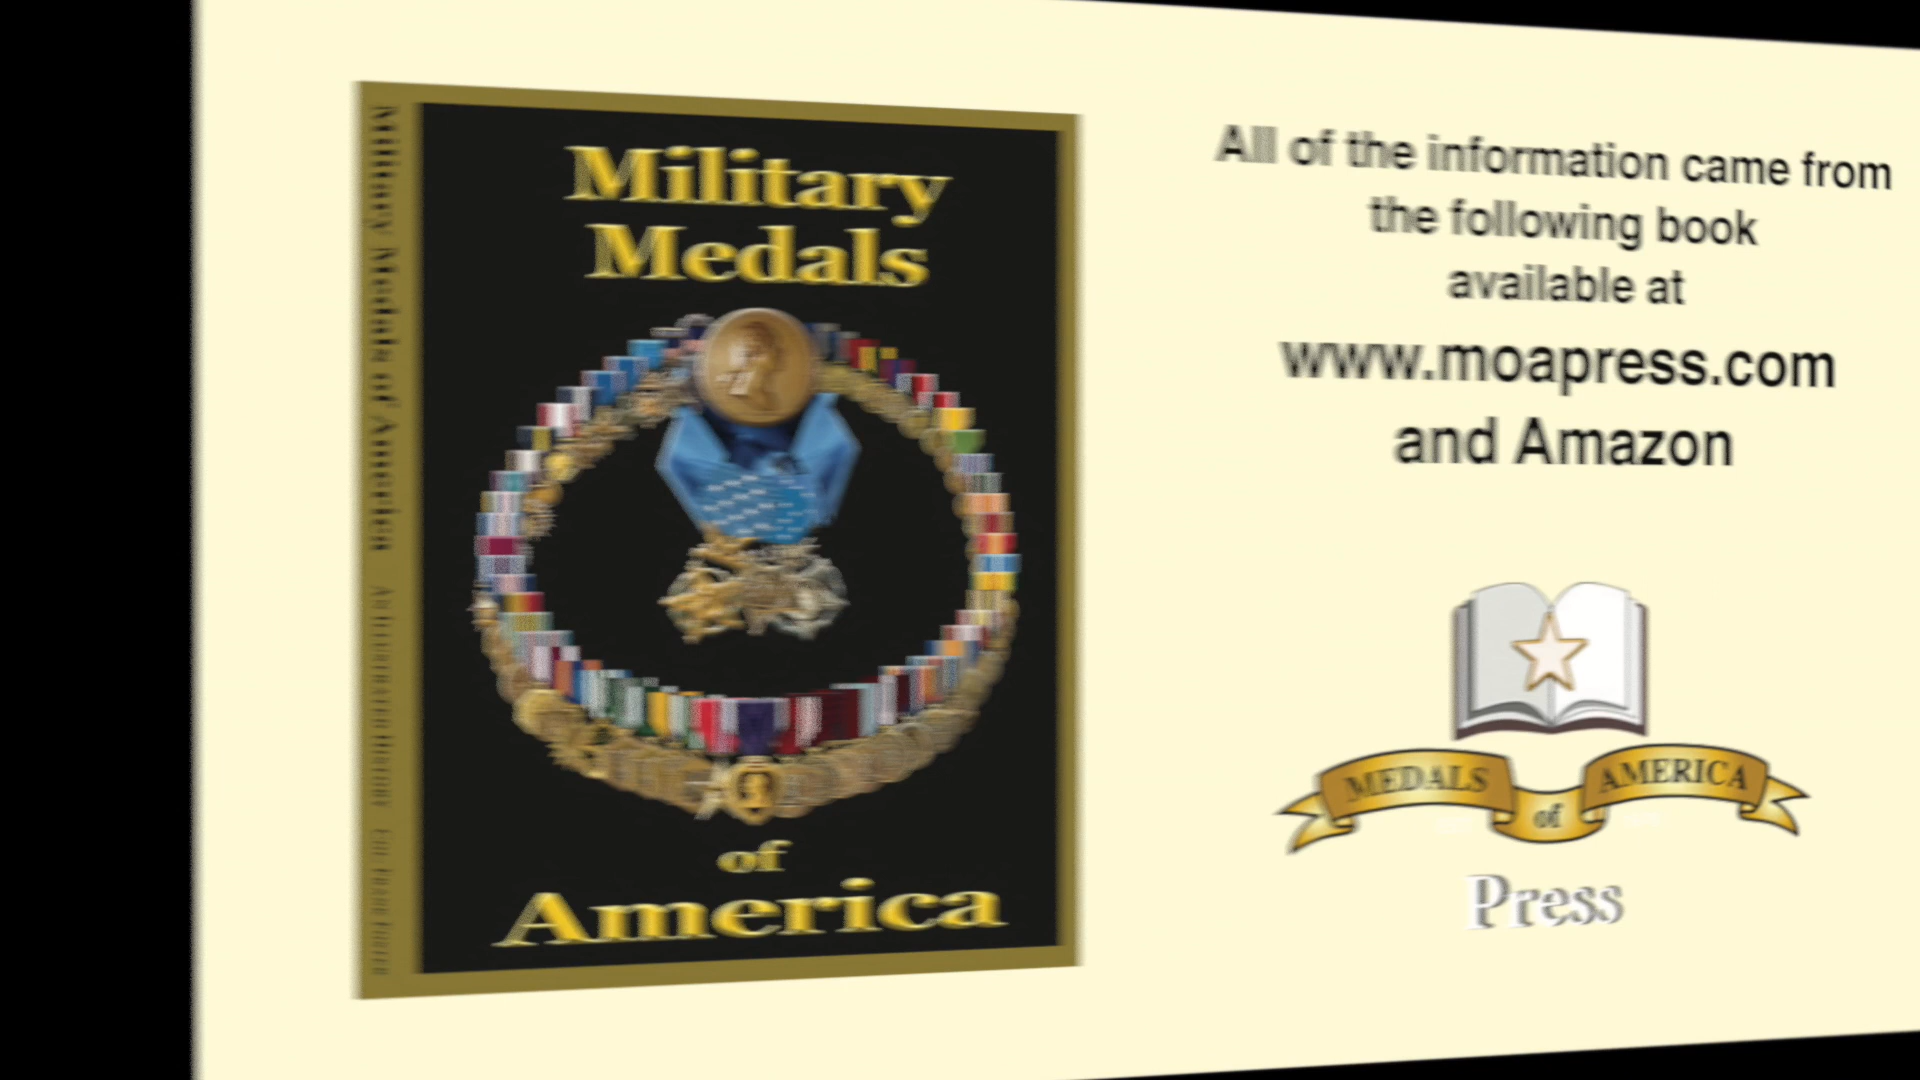 Military Medals of America
Military
Medals
of
America
All of the information came from
the following book
available at
www.moapress.com
and Amazon
MEDALS of AMERICA
Press